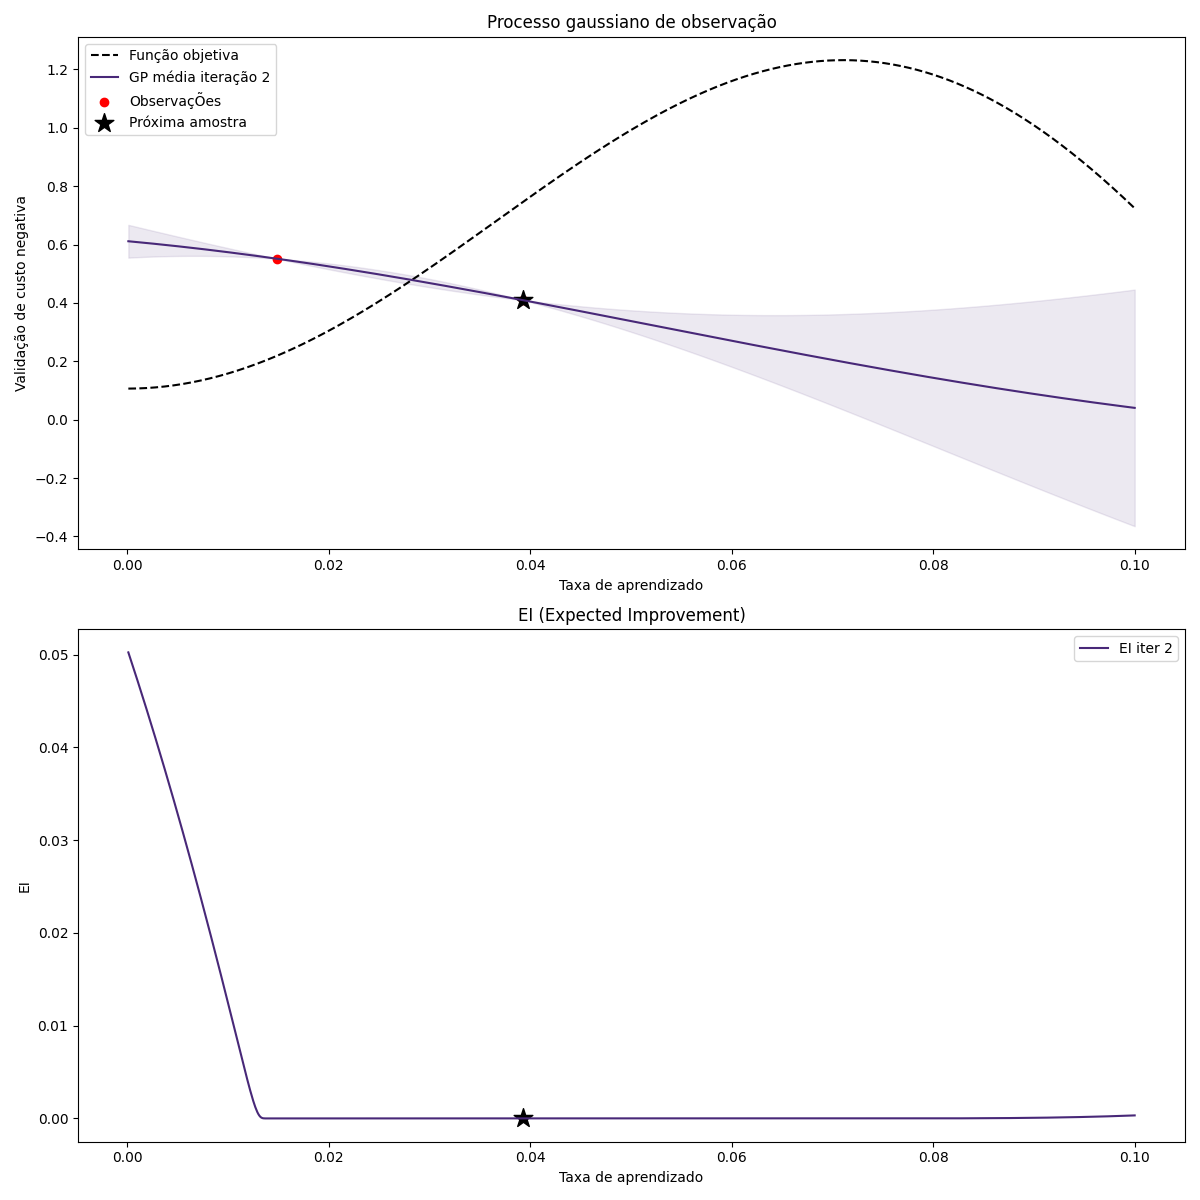 Processo gaussiano de observação
Função objetiva
GP média iteração 2
ObservaçÕes
Próxima amostra
Validação de custo negativa
1.2
1.0
0.8
0.6
0.4
0.2
0.0
−0.2
−0.4
0.00 0.02 0.04 0.06 0.08 0.10
Taxa de aprendizado
EI (Expected Improvement)
EI iter 2
EI
0.05
0.04
0.03
0.02
0.01
0.00
0.00 0.02 0.04 0.06 0.08 0.10
Taxa de aprendizado